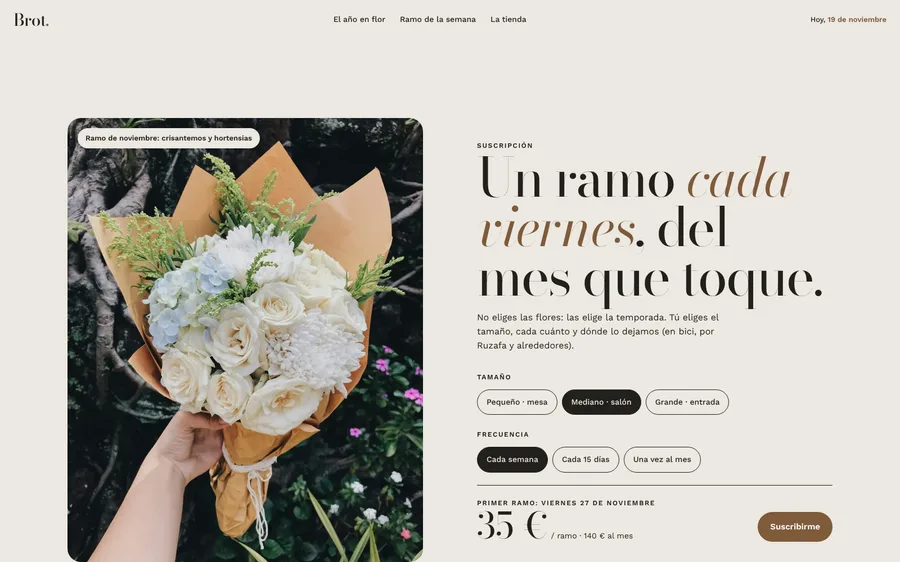 Brot.
El año en flor
Ramo de la semana
La tienda
Hoy, 19 de noviembre
Ramo de noviembre: crisantemos y hortensias
SUSCRIPCIÓN
Un ramo cada
viernes, del
mes que toque.
No eliges las flores: las elige la temporada. Tú eliges el
tamaño, cada cuánto y dónde lo dejamos (en bici, por
Ruzafa y alrededores).
TAMAÑO
Pequeño · mesa
Mediano · salón
Grande · entrada
FRECUENCIA
Cada semana
Cada 15 días
Una vez al mes
PRIMER RAMO: VIERNES 27 DE NOVIEMBRE
35 € / ramo · 140 € al mes
Suscribirme